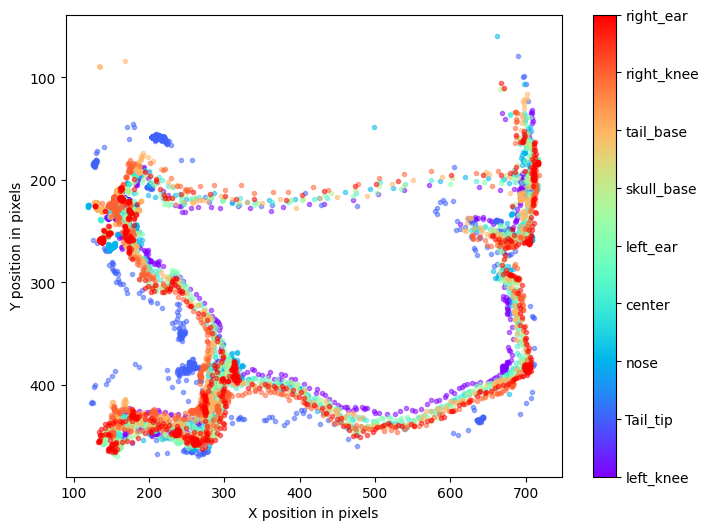 100
200
300
400
Y position in pixels
100 200 300 400 500 600 700
X position in pixels
right_ear
right_knee
tail_base
skull_base
left_ear
center
nose
Tail_tip
left_knee